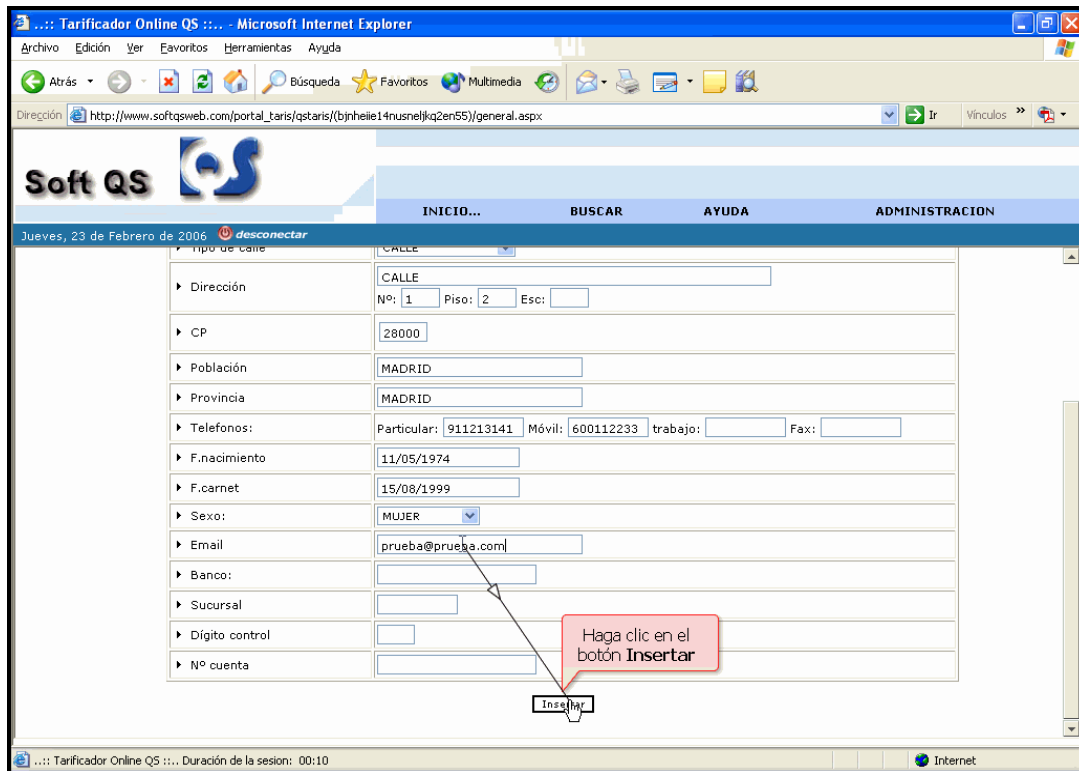 ..:: Tarificador Online QS ::.. - Microsoft Internet Explorer
Archivo Edición Ver Favoritos Herramientas Ayuda
Atrás Búsqueda Favoritos Multimedia
Dirección http://www.softqsweb.com/portal_taris/qstaris/(bjnheiie14nusneljkq2en55)/general.aspx Ir Vínculos »
Soft QS
INICIO... BUSCAR AYUDA ADMINISTRACION
Jueves, 23 de Febrero de 2006 desconectar
Tipo de calle CALLE
Dirección CALLE
Nº: 1 Piso: 2 Esc:
CP 28000
Población MADRID
Provincia MADRID
Telefonos: Particular: 911213141 Móvil: 600112233 trabajo: Fax:
F.nacimiento 11/05/1974
F.carnet 15/08/1999
Sexo: MUJER
Email prueba@prueba.com
Banco:
Sucursal
Dígito control
Nº cuenta
Haga clic en el
botón Insertar
Insertar
..:: Tarificador Online QS ::.. Duración de la sesion: 00:10 Internet